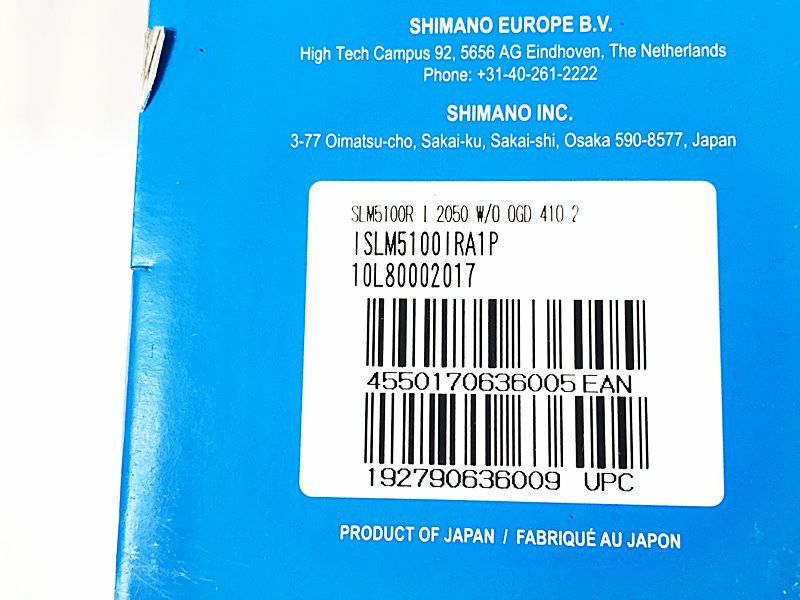 SHIMANO EUROPE B.V.
High Tech Campus 92, 5656 AG Eindhoven, The Netherlands
Phone: +31-40-261-2222
SHIMANO INC.
3-77 Oimatsu-cho, Sakai-ku, Sakai-shi, Osaka 590-8577, Japan
SLM5100R I 2050 W/O OGD 410 2
ISLM5100IRA1P
10L80002017
4550170636005 EAN
192790636009 UPC
PRODUCT OF JAPAN / FABRIQUÉ AU JAPON